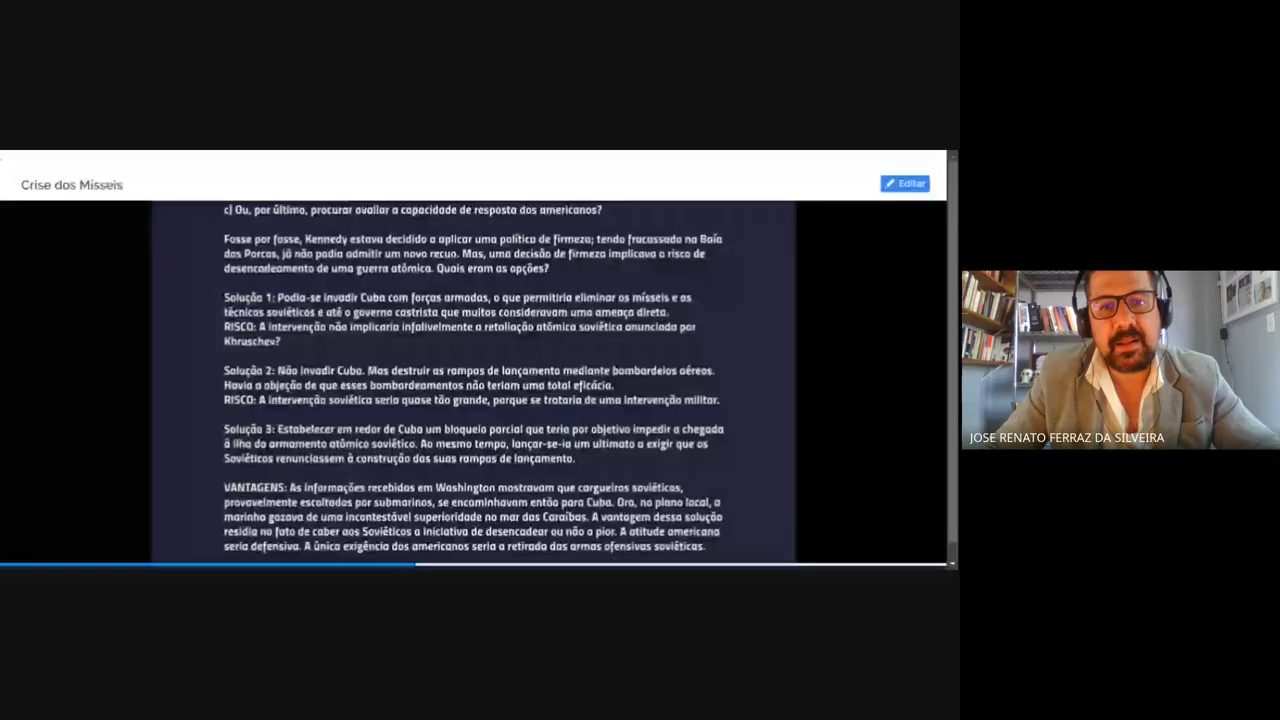 Crise dos Mísseis
Editar
c) Ou, por último, procurar avaliar a capacidade de resposta dos americanos?
Fosse por fosse, Kennedy estava decidido a aplicar uma política de firmeza; tendo fracassado na Baía
dos Porcos, já não podia admitir um novo recuo. Mas, uma decisão de firmeza implicava o risco de
desencadeamento de uma guerra atômica. Quais eram as opções?
Solução 1: Podia-se invadir Cuba com forças armadas, o que permitiria eliminar os mísseis e os
técnicos soviéticos e até o governo castrista que muitos consideravam uma ameaça direta.
RISCO: A intervenção não implicaria infalivelmente a retaliação atômica soviética anunciada por
Khruschev?
Solução 2: Não invadir Cuba. Mas destruir as rampas de lançamento mediante bombardeios aéreos.
Havia a objeção de que esses bombardeamentos não teriam uma total eficácia.
RISCO: A intervenção soviética seria quase tão grande, porque se trataria de uma intervenção militar.
Solução 3: Estabelecer em redor de Cuba um bloqueio parcial que teria por objetivo impedir a chegada
à ilha do armamento atômico soviético. Ao mesmo tempo, lançar-se-ia um ultimato a exigir que os
Soviéticos renunciassem à construção das suas rampas de lançamento.
VANTAGENS: As informações recebidas em Washington mostravam que cargueiros soviéticos,
provavelmente escoltados por submarinos, se encaminhavam então para Cuba. Ora, no plano local, a
marinha gozava de uma incontestável superioridade no mar das Caraíbas. A vantagem dessa solução
residia no fato de caber aos Soviéticos a iniciativa de desencadear ou não a pior. A atitude americana
seria defensiva. A única exigência dos americanos seria a retirada das armas ofensivas soviéticas.
JOSE RENATO FERRAZ DA SILVEIRA